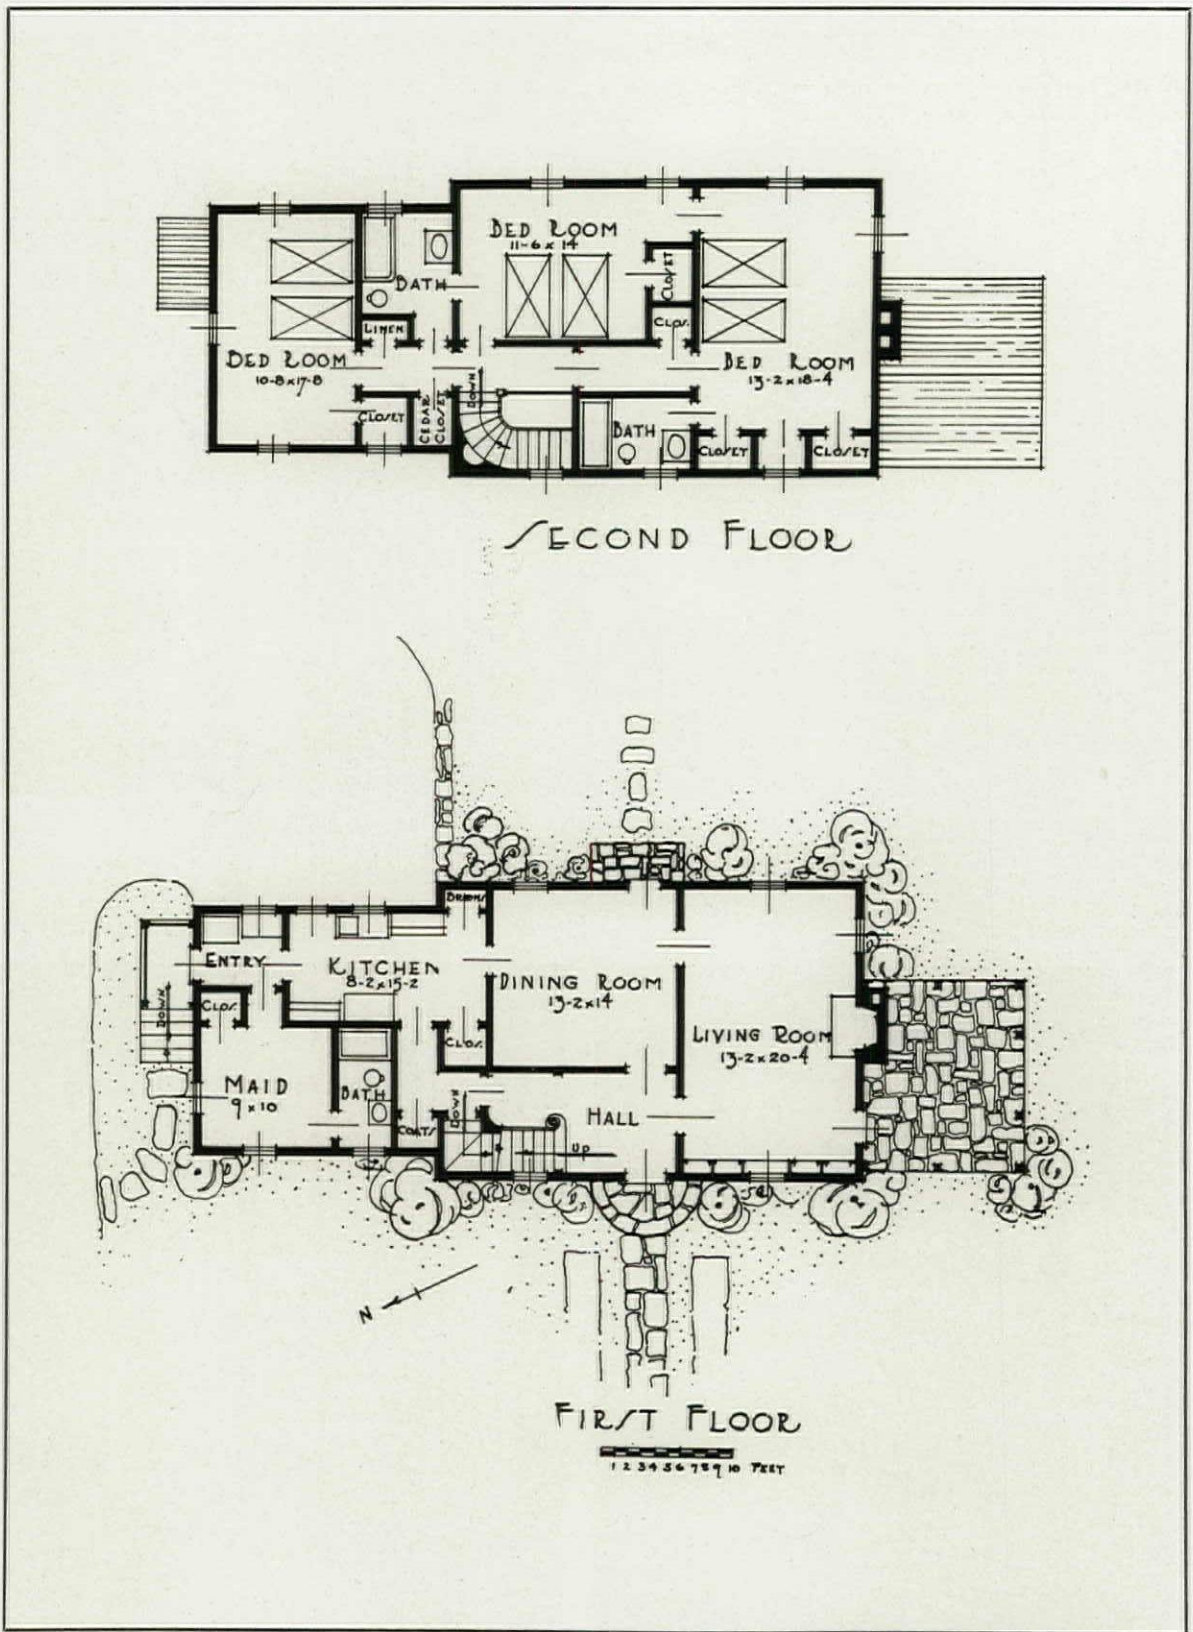 BED ROOM
11-6 x 14
BATH
CLOSET
LINEN
CLOS.
BED ROOM
10-8 x 17-8
BED ROOM
13-2 x 18-4
DOWN
CLOSET
CEDAR
CLOSET
BATH
CLOSET
CLOSET
SECOND FLOOR
BROOMS
ENTRY
KITCHEN
8-2 x 15-2
DINING ROOM
13-2 x 14
CLOS.
DOWN
LIVING ROOM
13-2 x 20-4
CLOS.
MAID
9 x 10
BATH
DOWN
HALL
COATS
UP
N
FIRST FLOOR
1 2 3 4 5 6 7 8 9 10 FEET